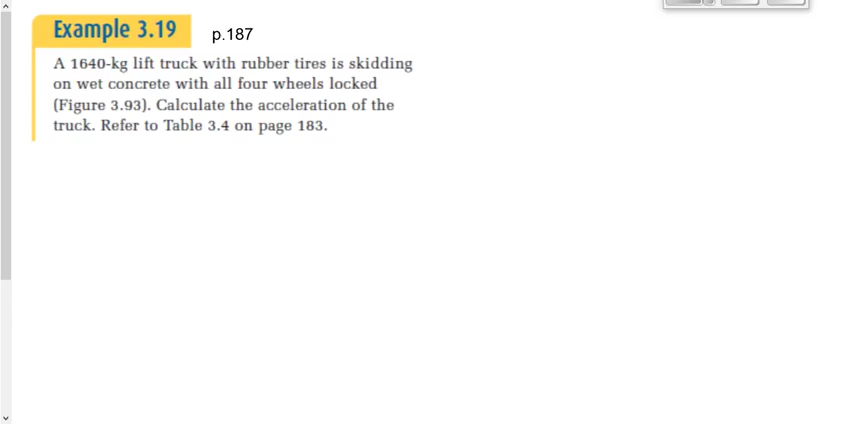 Example 3.19 p.187
A 1640-kg lift truck with rubber tires is skidding
on wet concrete with all four wheels locked
(Figure 3.93). Calculate the acceleration of the
truck. Refer to Table 3.4 on page 183.